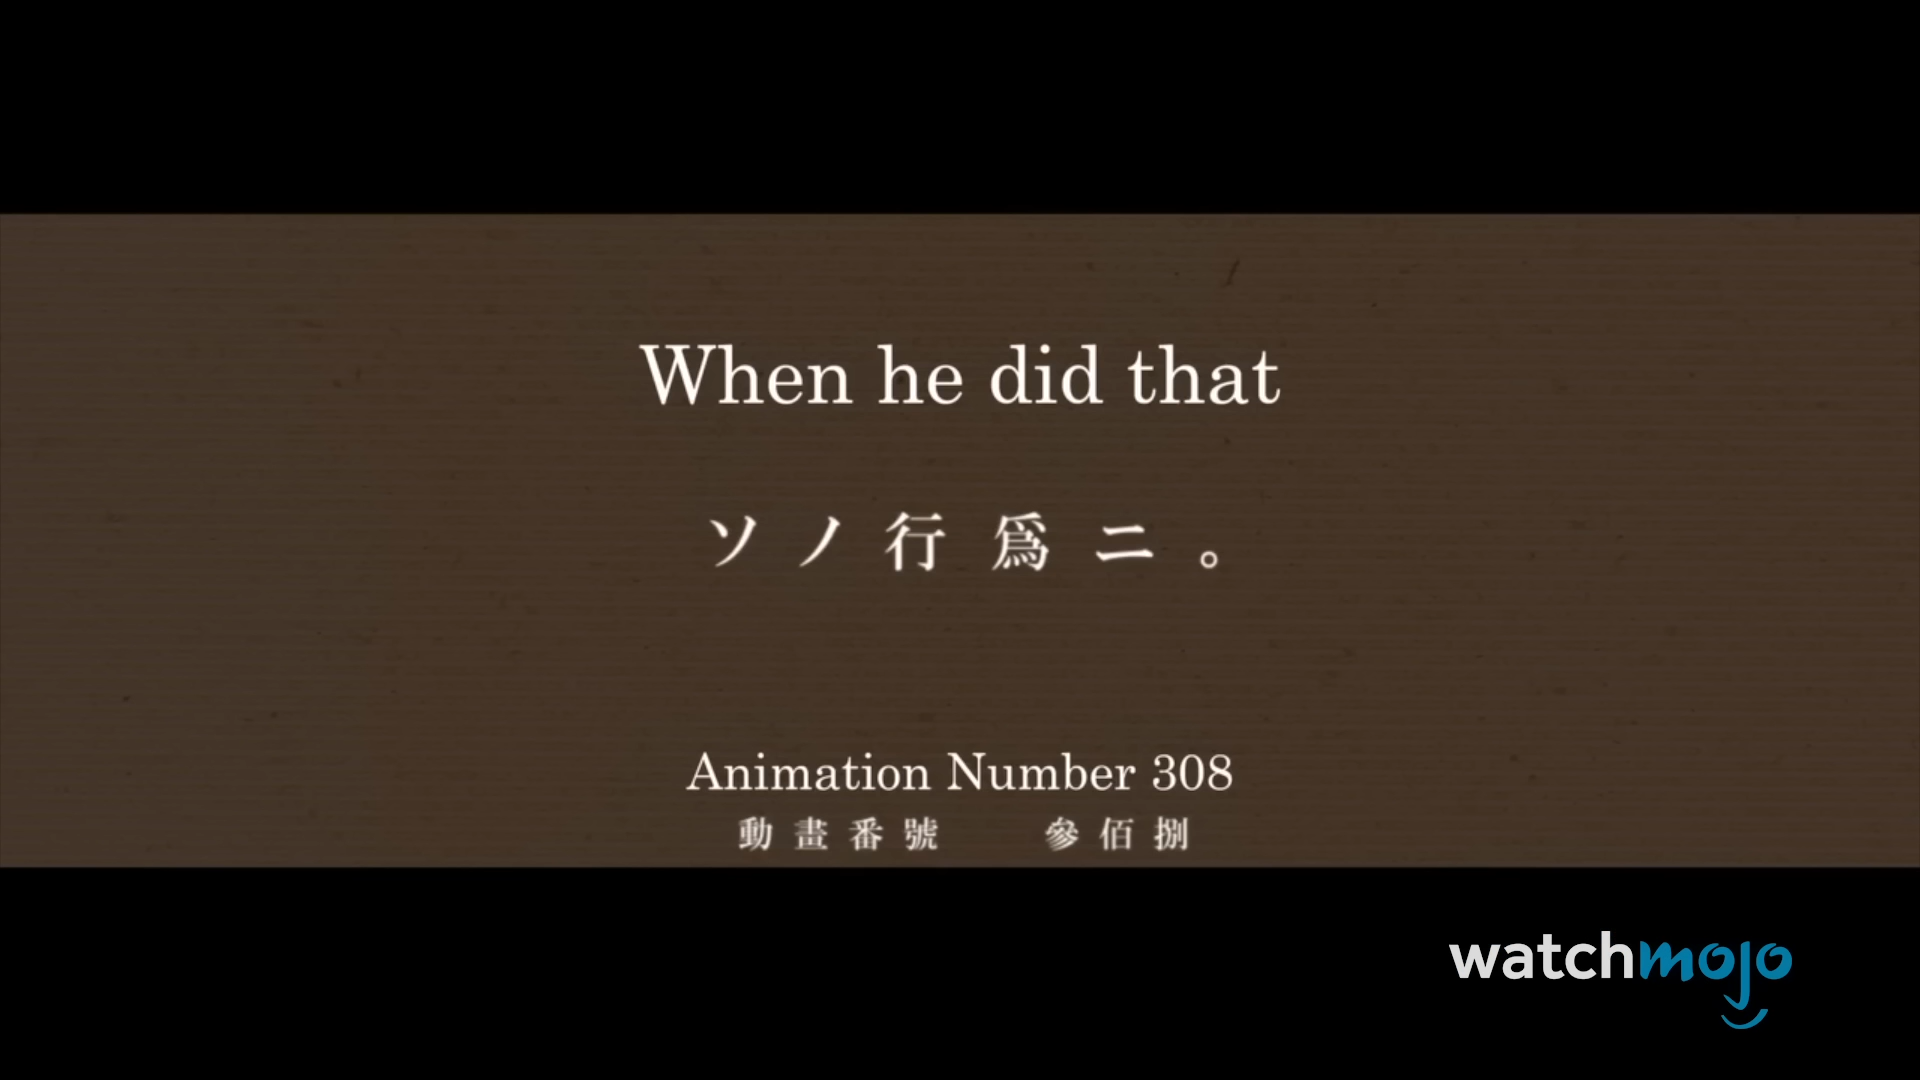 When he did that
ソノ行爲ニ。
Animation Number 308
動畫番號 參佰捌
watchmojo